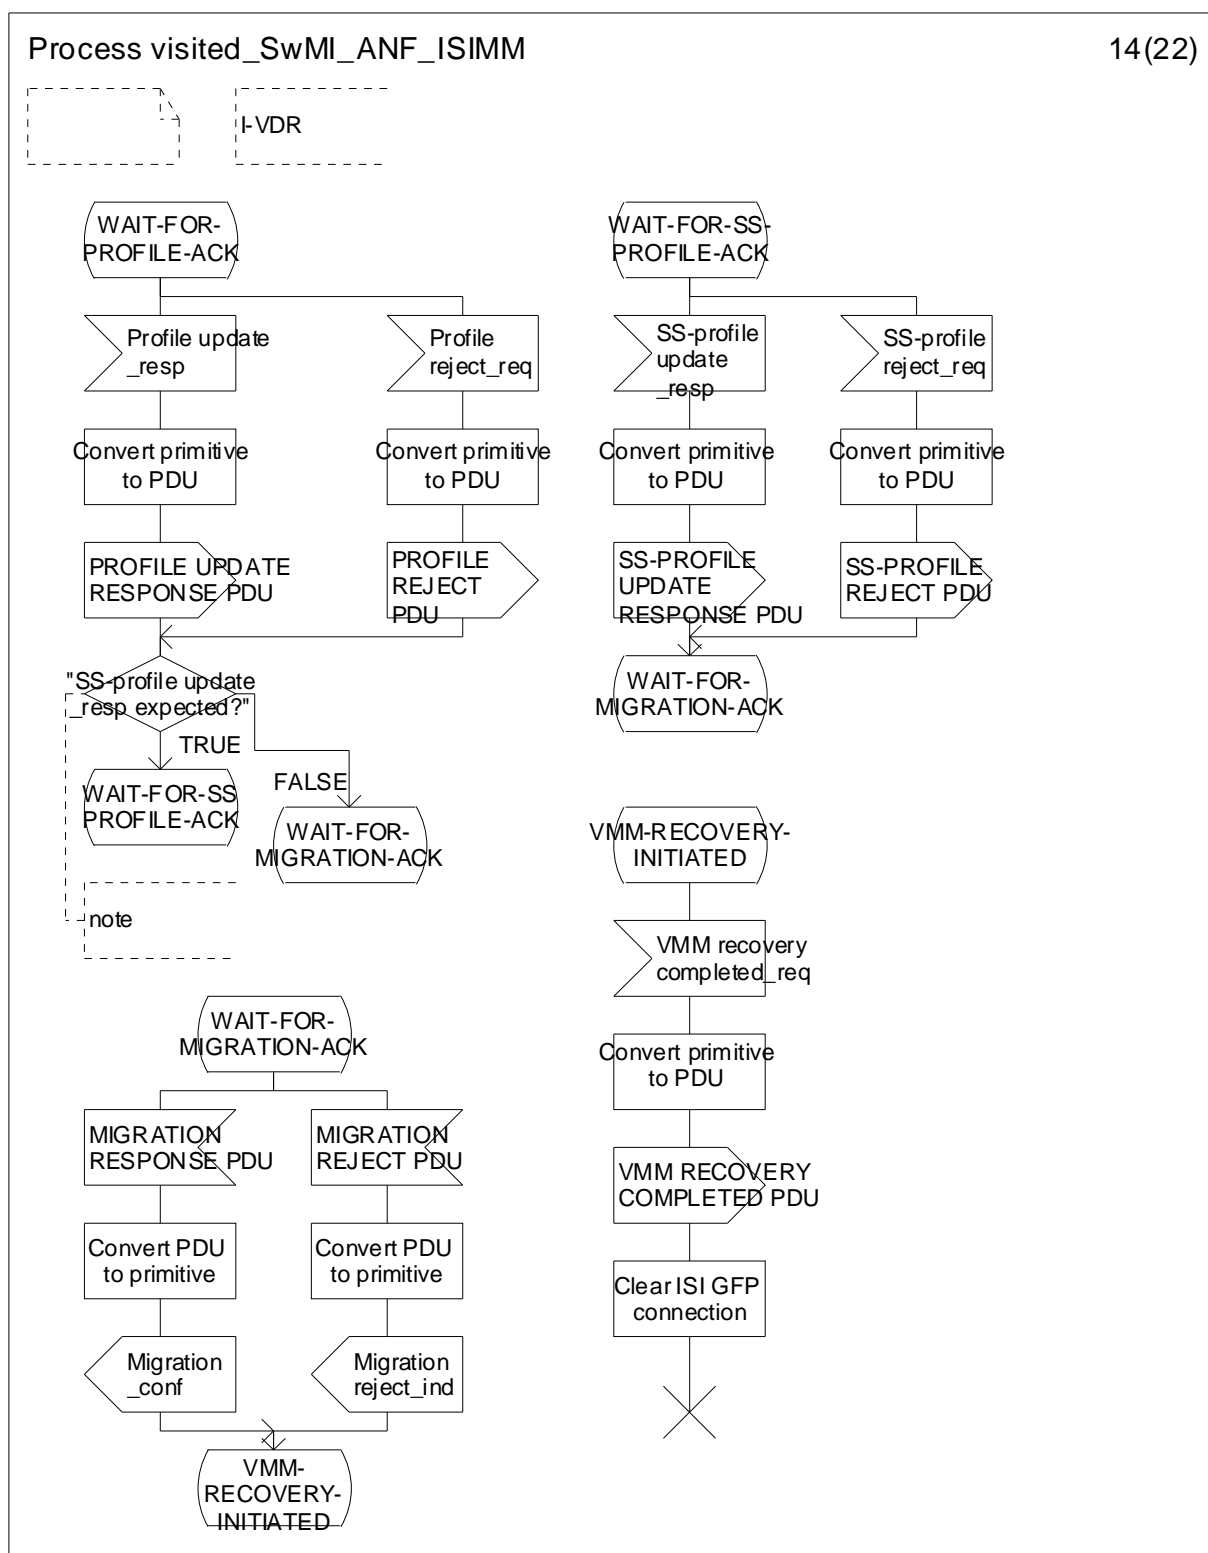 Process visited_SwMI_ANF_ISIMM
14(22)
I-VDR
WAIT-FOR-
PROFILE-ACK
Profile update
_resp
Profile
reject_req
Convert primitive
to PDU
Convert primitive
to PDU
PROFILE UPDATE
RESPONSE PDU
PROFILE
REJECT
PDU
"SS-profile update
_resp expected?"
TRUE
FALSE
WAIT-FOR-SS
PROFILE-ACK
WAIT-FOR-
MIGRATION-ACK
note
WAIT-FOR-SS-
PROFILE-ACK
SS-profile
update
_resp
SS-profile
reject_req
Convert primitive
to PDU
Convert primitive
to PDU
SS-PROFILE
UPDATE
RESPONSE PDU
SS-PROFILE
REJECT PDU
WAIT-FOR-
MIGRATION-ACK
WAIT-FOR-
MIGRATION-ACK
MIGRATION
RESPONSE PDU
MIGRATION
REJECT PDU
Convert PDU
to primitive
Convert PDU
to primitive
Migration
_conf
Migration
reject_ind
VMM-
RECOVERY-
INITIATED
VMM-RECOVERY-
INITIATED
VMM recovery
completed_req
Convert primitive
to PDU
VMM RECOVERY
COMPLETED PDU
Clear ISI GFP
connection